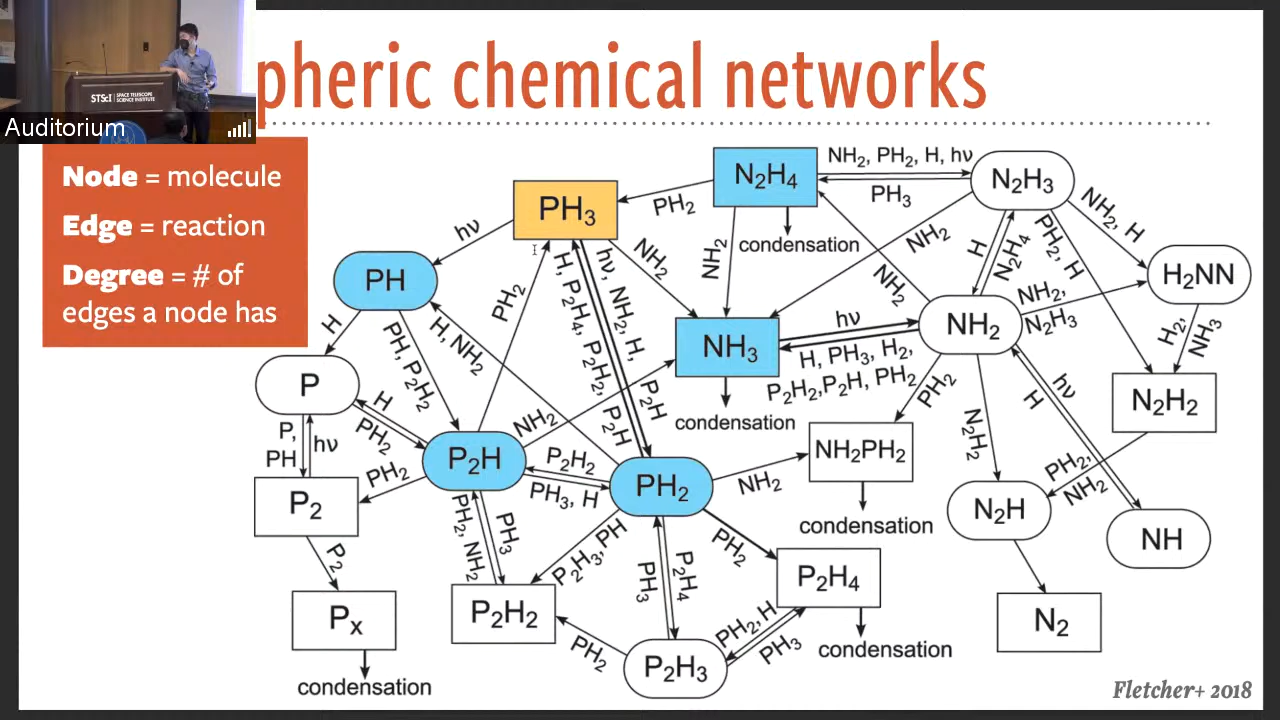 pheric chemical networks
STScI | SPACE TELESCOPE
SCIENCE INSTITUTE
Auditorium
Node = molecule
Edge = reaction
Degree = # of
edges a node has
N₂H₄
NH₂, PH₂, H, hν
PH₃
N₂H₃
PH₃
PH₂
condensation
NH₂
NH₂
NH₂
hν
NH₂, H
PH₂, H
H
N₂H₄
H₂NN
PH
PH₂
H, P₂H₄, P₂H₂, P₂H
hν, NH₂, H, P₂H
NH₂
NH₂,
N₂H₃
NH₂
H₂,
NH₃
H
PH, P₂H₂
H, NH₂
NH₃
hν
H, PH₃, H₂,
P₂H₂,P₂H, PH₂
P
H
PH₂
condensation
PH₂
N₂H₂
hν
H
N₂H₂
P,
PH
hν
NH₂
P₂H
P₂H₂
PH₃, H
PH₂
NH₂
NH₂PH₂
condensation
PH₂,
NH₂
P₂
PH₂
N₂H
NH
P₂
PH₂, NH₂
PH₃
P₂H₃,PH
PH₃
P₂H₄
PH₂
P₂H₄
condensation
Pₓ
condensation
P₂H₂
PH₂
P₂H₃
PH₂, H
PH₃
N₂
Fletcher+ 2018